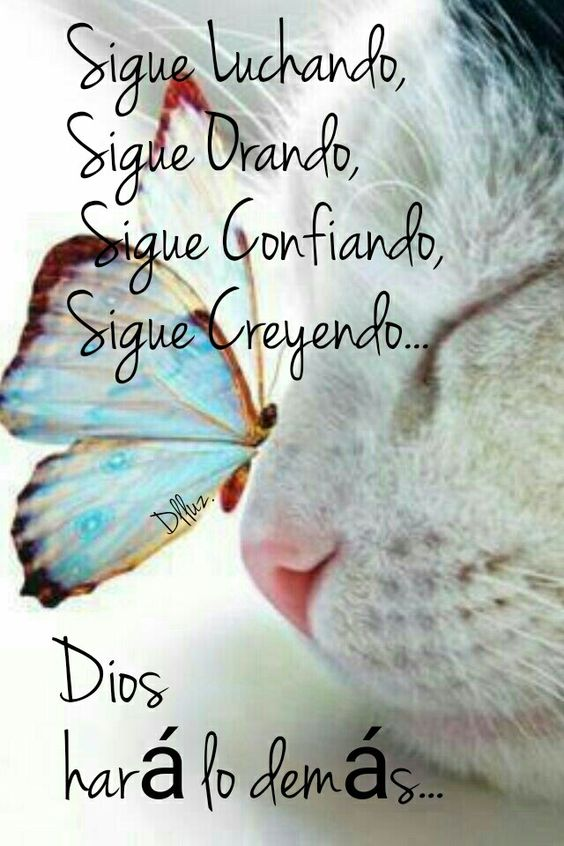 Sigue Luchando,
Sigue Orando,
Sigue Confiando,
Sigue Creyendo...
Dios
hará lo demás...